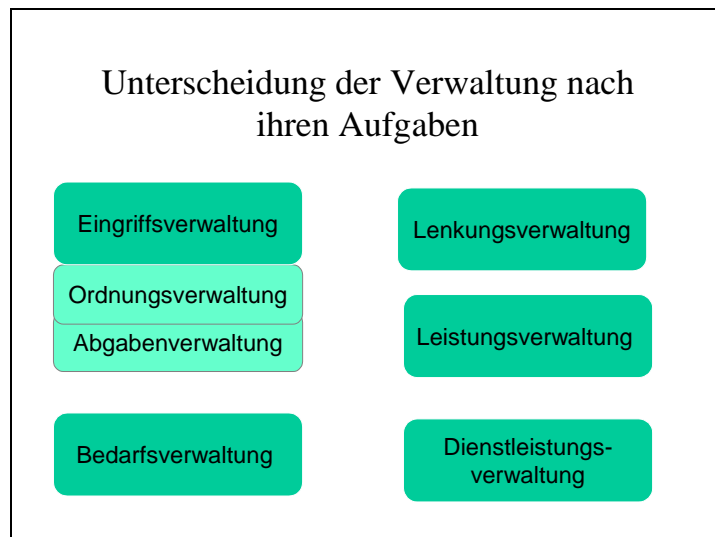 Unterscheidung der Verwaltung nach
ihren Aufgaben
Eingriffsverwaltung
Ordnungsverwaltung
Abgabenverwaltung
Bedarfsverwaltung
Lenkungsverwaltung
Leistungsverwaltung
Dienstleistungs-
verwaltung